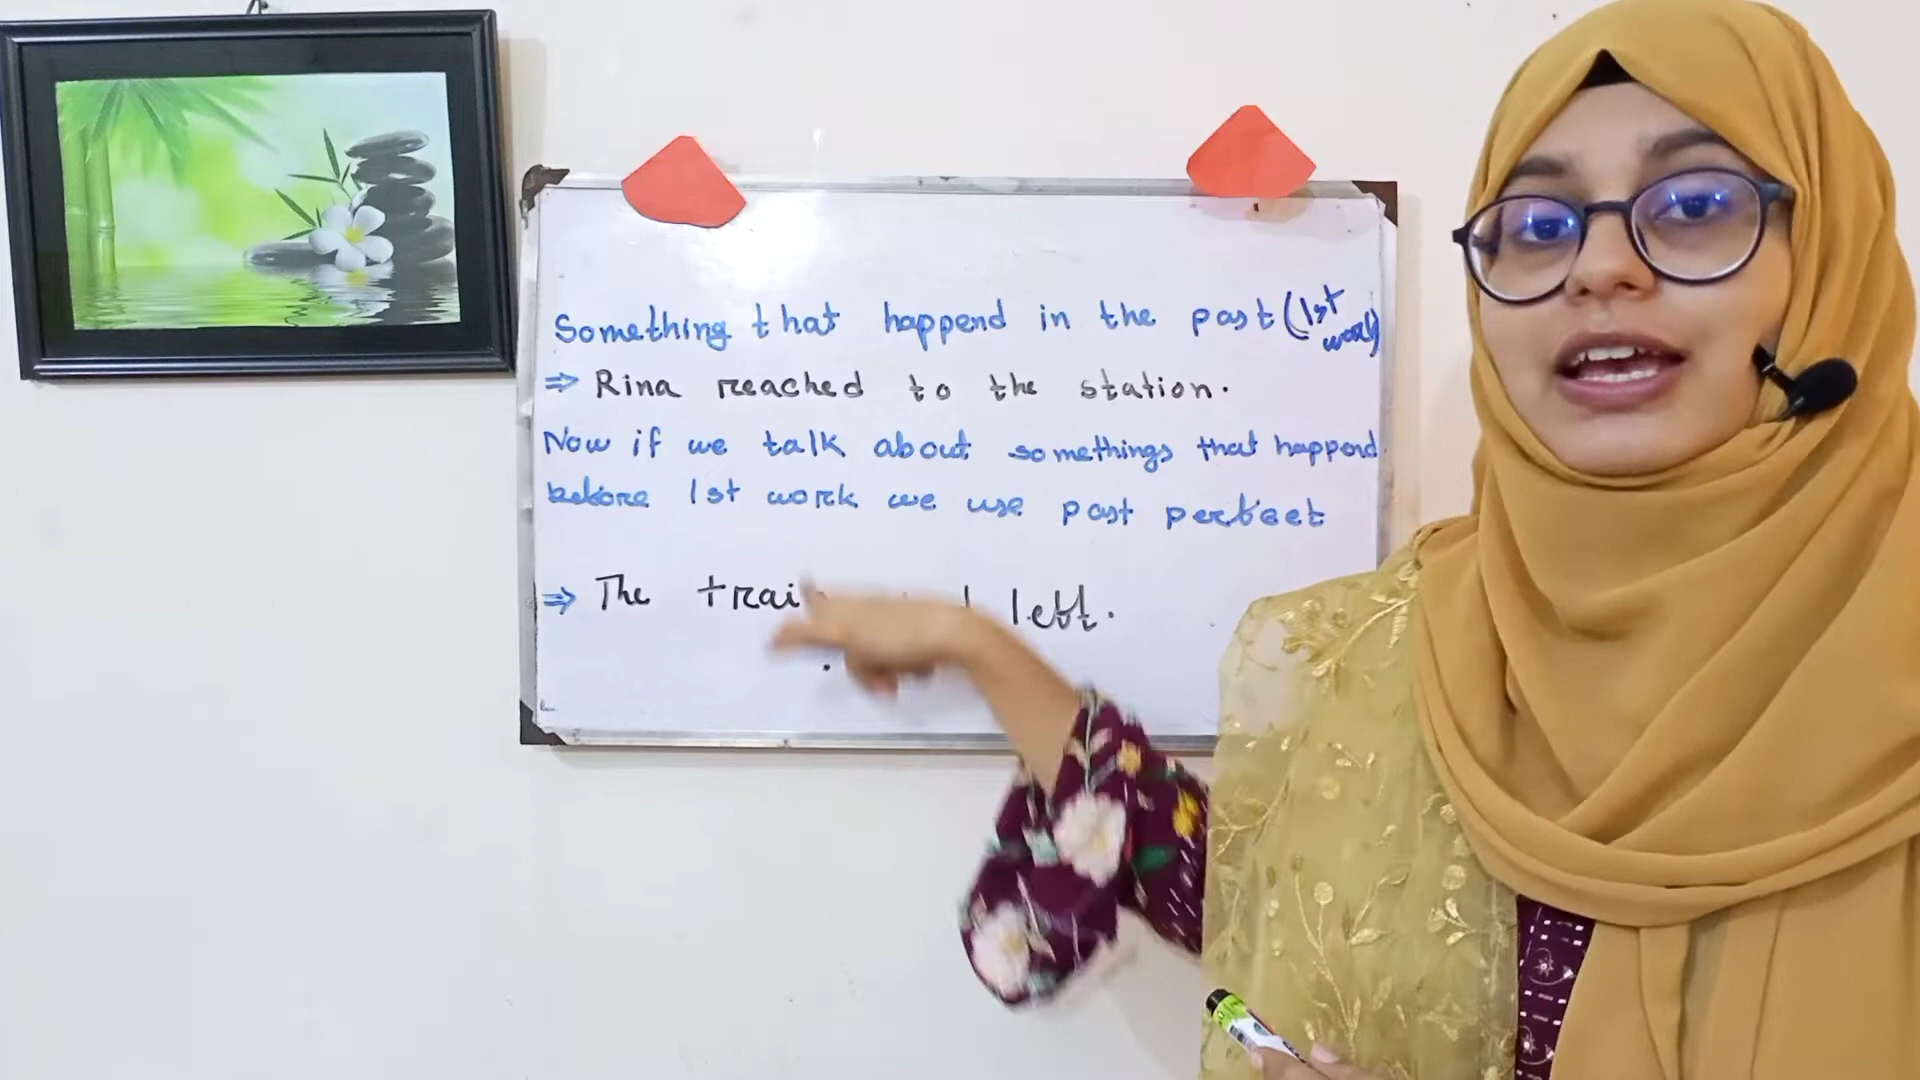 Something that happend in the past (1st work)
⇒ Rina reached to the station.
Now if we talk about somethings that happend
before 1st work we use past perfect
⇒ The trai left.